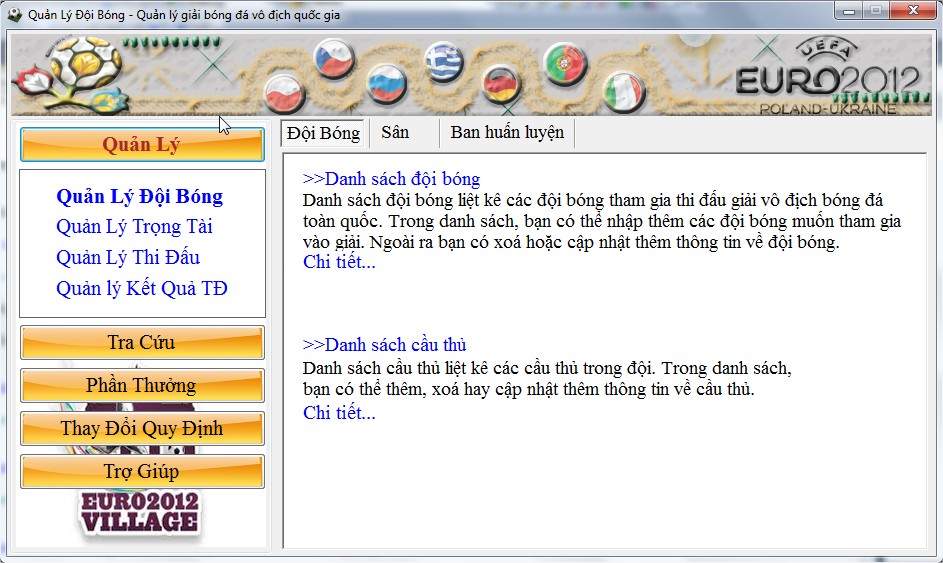 Quản Lý Đội Bóng - Quản lý giải bóng đá vô địch quốc gia
UEFA
EURO2012
POLAND-UKRAINE
Quản Lý
Quản Lý Đội Bóng
Quản Lý Trọng Tài
Quản Lý Thi Đấu
Quản lý Kết Quả TĐ
Tra Cứu
Phần Thưởng
Thay Đổi Quy Định
Trợ Giúp
EURO2012
VILLAGE
Đội Bóng
Sân
Ban huấn luyện
>>Danh sách đội bóng
Danh sách đội bóng liệt kê các đội bóng tham gia thi đấu giải vô địch bóng đá
toàn quốc. Trong danh sách, bạn có thể nhập thêm các đội bóng muốn tham gia
vào giải. Ngoài ra bạn có xoá hoặc cập nhật thêm thông tin về đội bóng.
Chi tiết...
>>Danh sách cầu thủ
Danh sách cầu thủ liệt kê các cầu thủ trong đội. Trong danh sách,
bạn có thể thêm, xoá hay cập nhật thêm thông tin về cầu thủ.
Chi tiết...